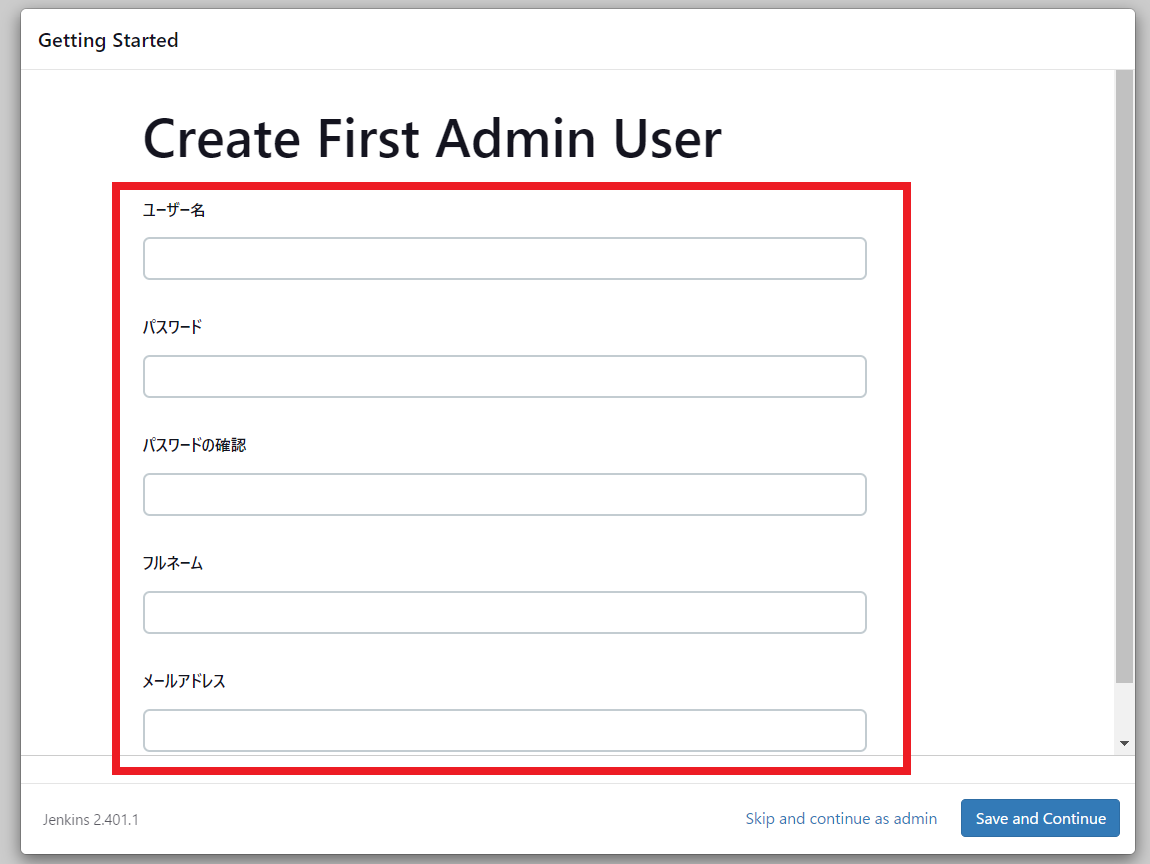 Getting Started
Create First Admin User
ユーザー名
パスワード
パスワードの確認
フルネーム
メールアドレス
Jenkins 2.401.1
Skip and continue as admin
Save and Continue